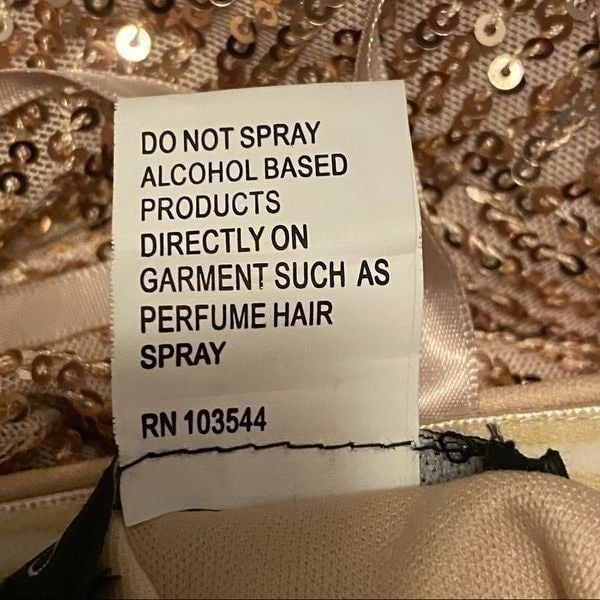 DO NOT SPRAY
ALCOHOL BASED
PRODUCTS
DIRECTLY ON
GARMENT SUCH AS
PERFUME HAIR
SPRAY
RN 103544